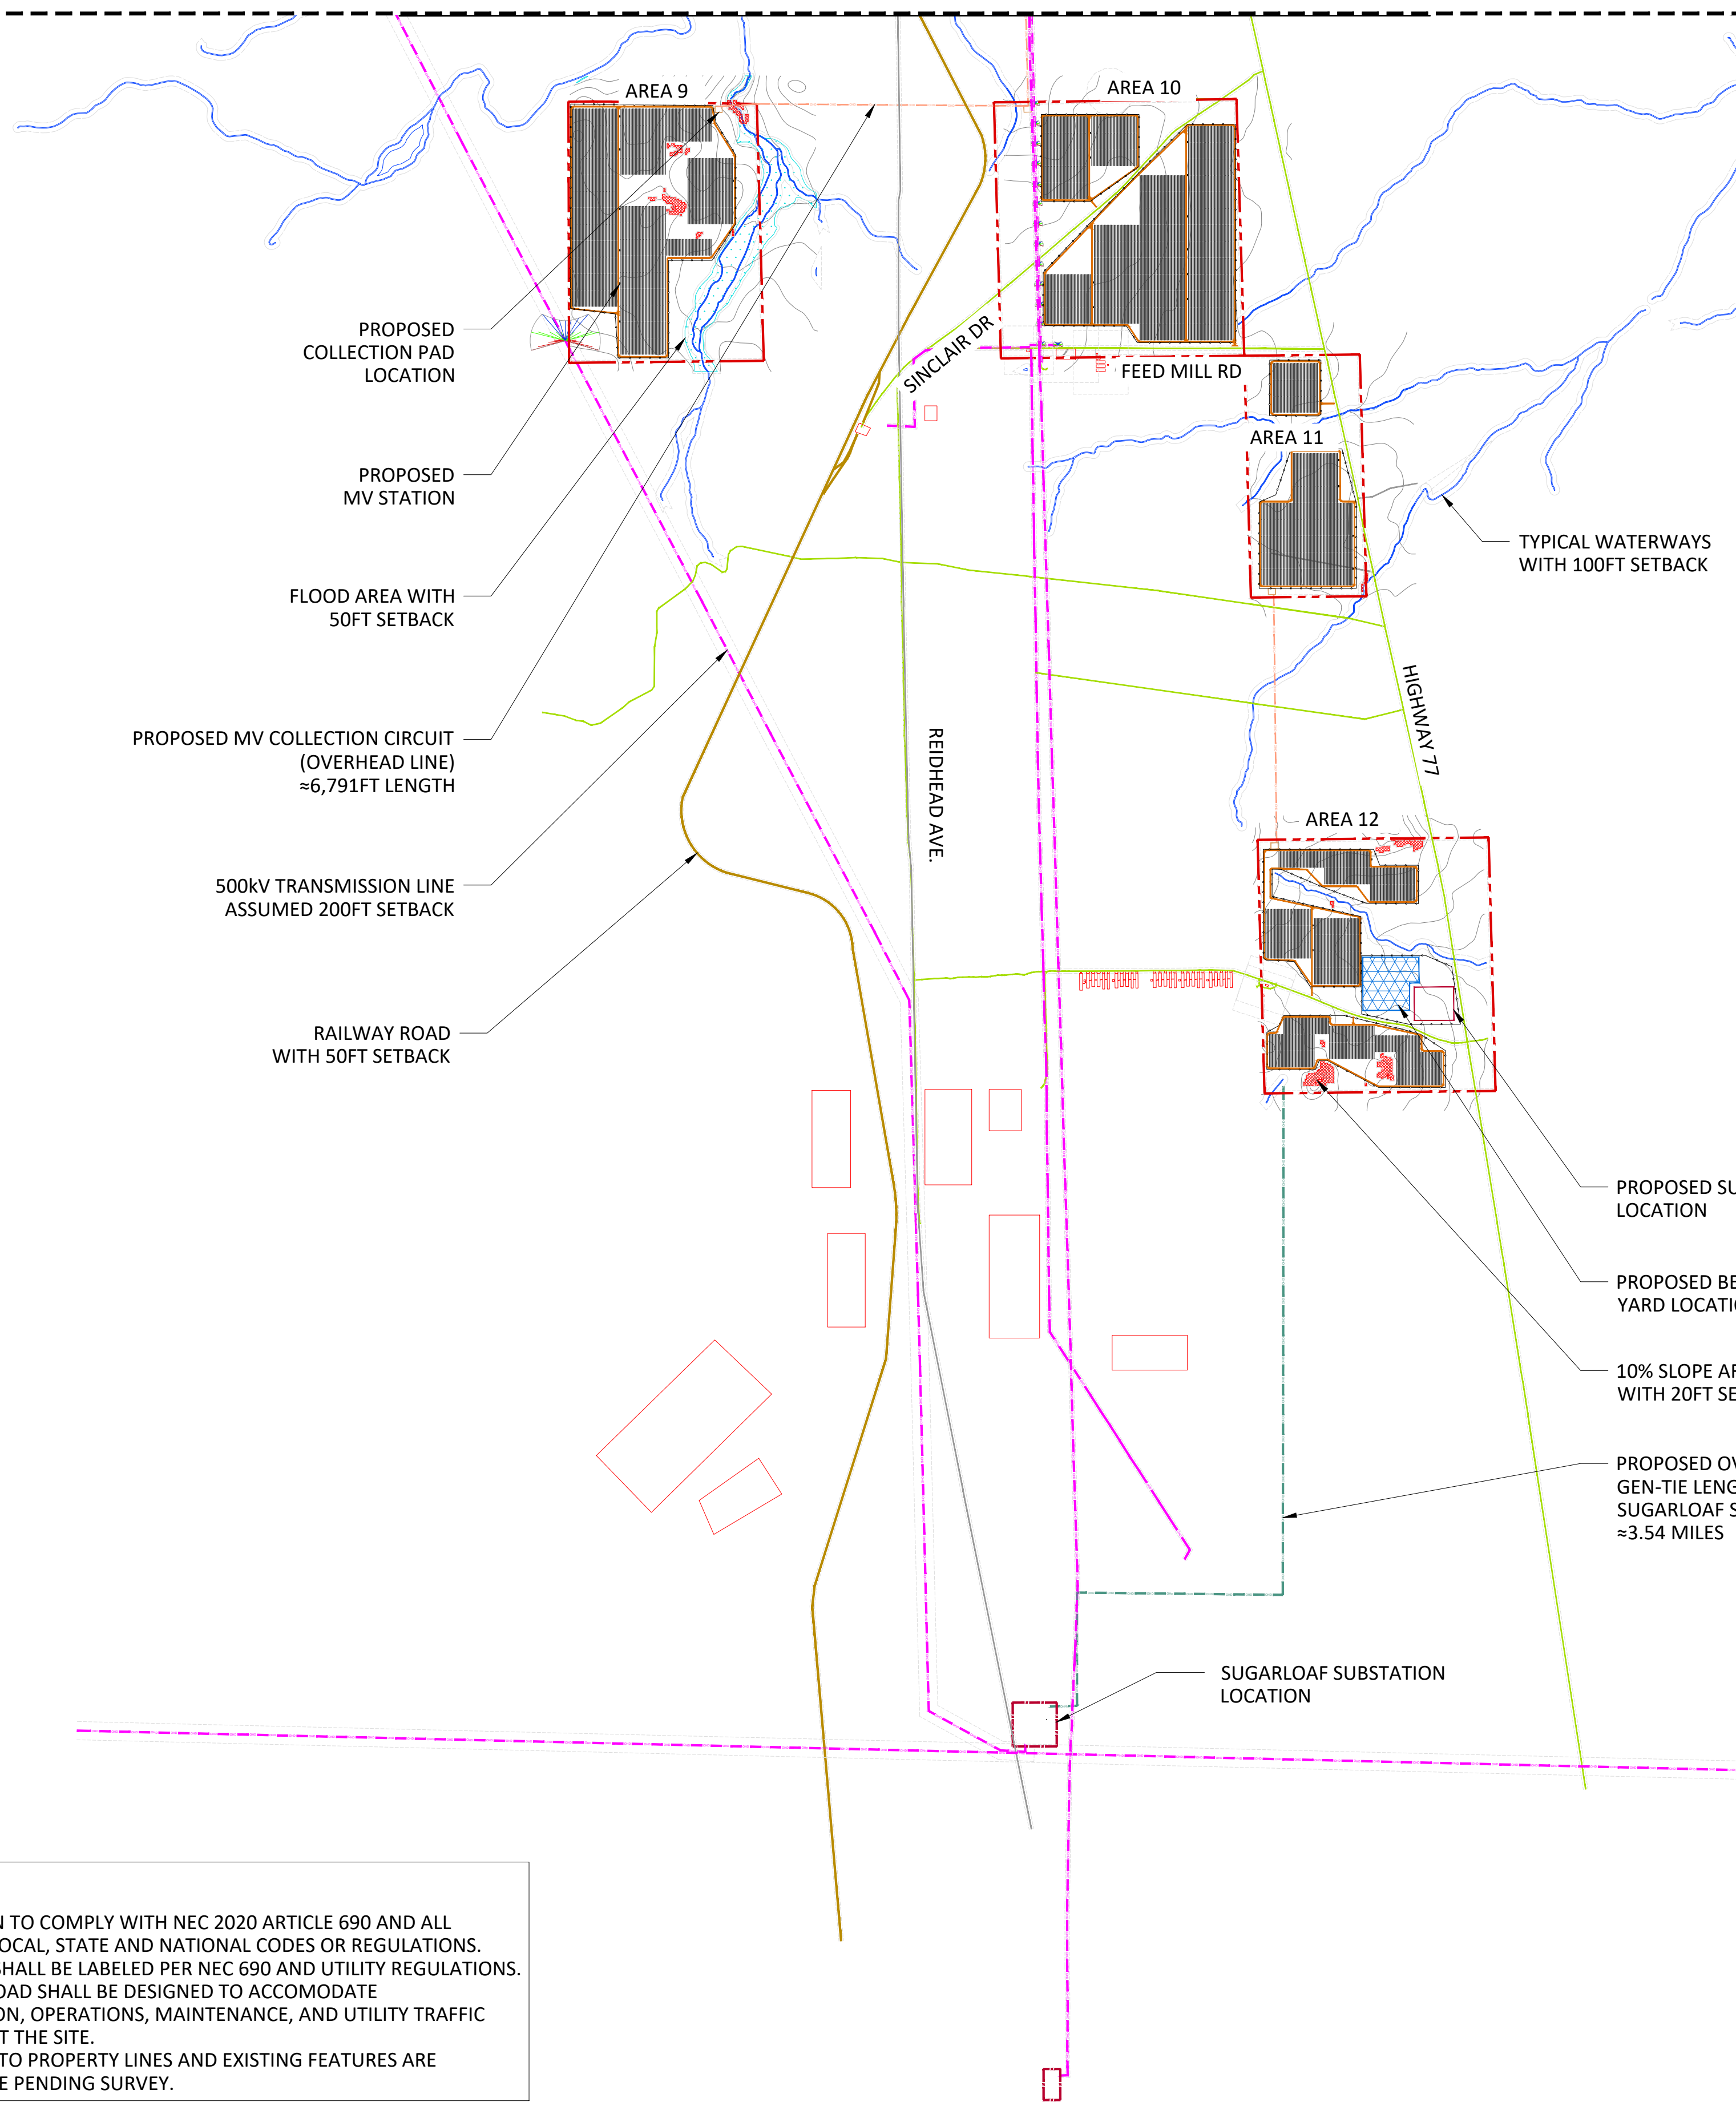 AREA 9
AREA 10
PROPOSED
COLLECTION PAD
LOCATION
SINCLAIR DR
FEED MILL RD
AREA 11
PROPOSED
MV STATION
TYPICAL WATERWAYS
WITH 100FT SETBACK
FLOOD AREA WITH
50FT SETBACK
HIGHWAY 77
PROPOSED MV COLLECTION CIRCUIT
(OVERHEAD LINE)
≈6,791FT LENGTH
REIDHEAD AVE.
AREA 12
500kV TRANSMISSION LINE
ASSUMED 200FT SETBACK
RAILWAY ROAD
WITH 50FT SETBACK
PROPOSED SU
LOCATION
PROPOSED BE
YARD LOCATI
10% SLOPE AR
WITH 20FT SE
PROPOSED OV
GEN-TIE LENG
SUGARLOAF S
≈3.54 MILES
SUGARLOAF SUBSTATION
LOCATION
N TO COMPLY WITH NEC 2020 ARTICLE 690 AND ALL
OCAL, STATE AND NATIONAL CODES OR REGULATIONS.
SHALL BE LABELED PER NEC 690 AND UTILITY REGULATIONS.
OAD SHALL BE DESIGNED TO ACCOMODATE
ON, OPERATIONS, MAINTENANCE, AND UTILITY TRAFFIC
T THE SITE.
TO PROPERTY LINES AND EXISTING FEATURES ARE
E PENDING SURVEY.